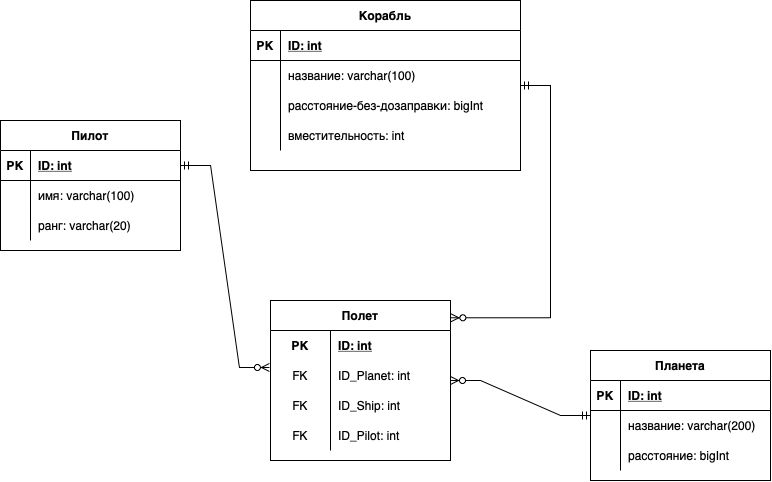 Корабль
PK ID: int
название: varchar(100)
расстояние-без-дозаправки: bigInt
вместительность: int
Пилот
PK ID: int
имя: varchar(100)
ранг: varchar(20)
Полет
PK ID: int
FK ID_Planet: int
FK ID_Ship: int
FK ID_Pilot: int
Планета
PK ID: int
название: varchar(200)
расстояние: bigInt